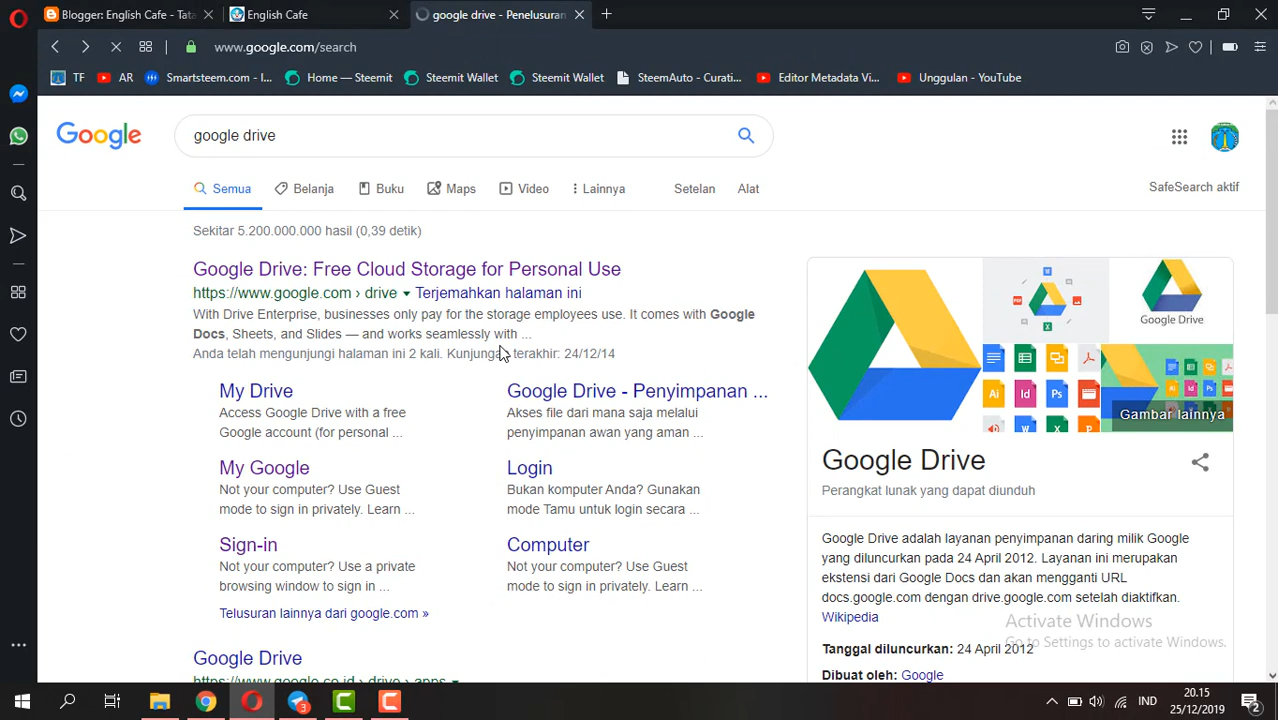 Blogger: English Cafe - Tata
English Cafe
google drive - Penelusuran
www.google.com/search
TF
AR
Smartsteem.com - I...
Home — Steemit
Steemit Wallet
Steemit Wallet
SteemAuto - Curati...
Editor Metadata Vi...
Unggulan - YouTube
Google
google drive
Semua
Belanja
Buku
Maps
Video
Lainnya
Setelan
Alat
SafeSearch aktif
Sekitar 5.200.000.000 hasil (0,39 detik)
Google Drive: Free Cloud Storage for Personal Use
https://www.google.com › drive ▾ Terjemahkan halaman ini
With Drive Enterprise, businesses only pay for the storage employees use. It comes with Google
Docs, Sheets, and Slides — and works seamlessly with ...
Anda telah mengunjungi halaman ini 2 kali. Kunjungan terakhir: 24/12/14
My Drive
Access Google Drive with a free
Google account (for personal ...
Google Drive - Penyimpanan ...
Akses file dari mana saja melalui
penyimpanan awan yang aman ...
My Google
Not your computer? Use Guest
mode to sign in privately. Learn ...
Login
Bukan komputer Anda? Gunakan
mode Tamu untuk login secara ...
Sign-in
Not your computer? Use a private
browsing window to sign in ...
Computer
Not your computer? Use Guest
mode to sign in privately. Learn ...
Telusuran lainnya dari google.com »
Google Drive
https://www.google.co.id › drive › apps ▾
Google Drive
Ai
Id
Ps
Gambar lainnya
Google Drive
Perangkat lunak yang dapat diunduh
Google Drive adalah layanan penyimpanan daring milik Google
yang diluncurkan pada 24 April 2012. Layanan ini merupakan
ekstensi dari Google Docs dan akan mengganti URL
docs.google.com dengan drive.google.com setelah diaktifkan.
Wikipedia
Tanggal diluncurkan: 24 April 2012
Dibuat oleh: Google
Activate Windows
Go to Settings to activate Windows.
3
IND
20.15
25/12/2019
2